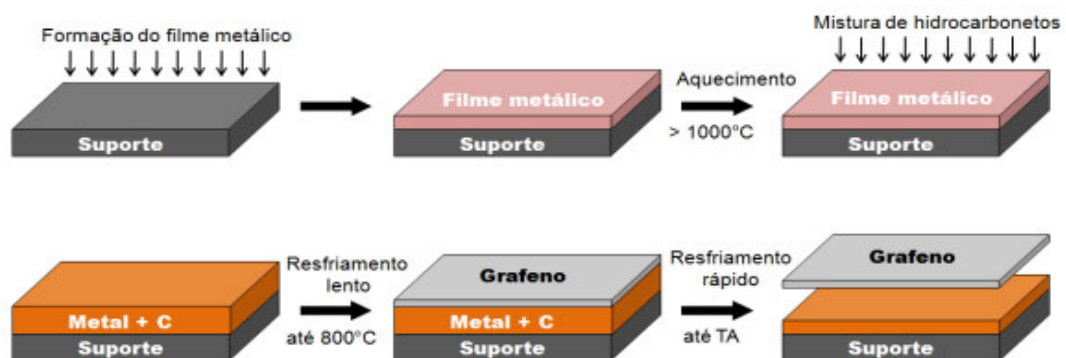 Formação do filme metálico
Suporte
Filme metálico
Suporte
Aquecimento
> 1000°C
Mistura de hidrocarbonetos
Filme metálico
Suporte
Metal + C
Suporte
Resfriamento
lento
até 800°C
Grafeno
Metal + C
Suporte
Resfriamento
rápido
até TA
Grafeno
Suporte